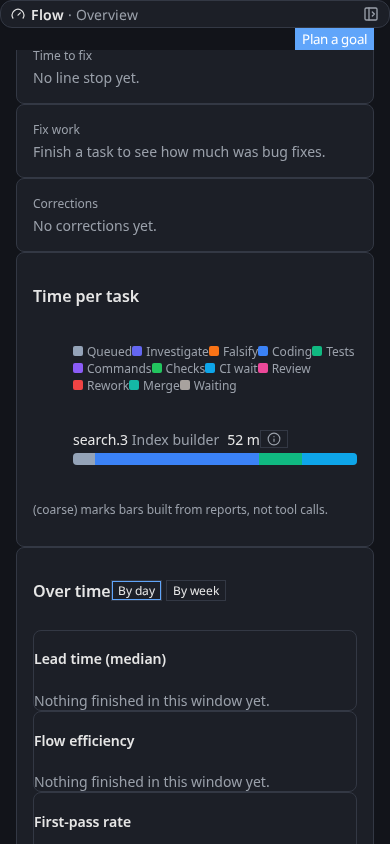 Flow · Overview
Plan a goal
Time to fix
No line stop yet.
Fix work
Finish a task to see how much was bug fixes.
Corrections
No corrections yet.
Time per task
Queued Investigate Falsify Coding Tests
Commands Checks CI wait Review
Rework Merge Waiting
search.3 Index builder 52 m
(coarse) marks bars built from reports, not tool calls.
Over time By day By week
Lead time (median)
Nothing finished in this window yet.
Flow efficiency
Nothing finished in this window yet.
First-pass rate